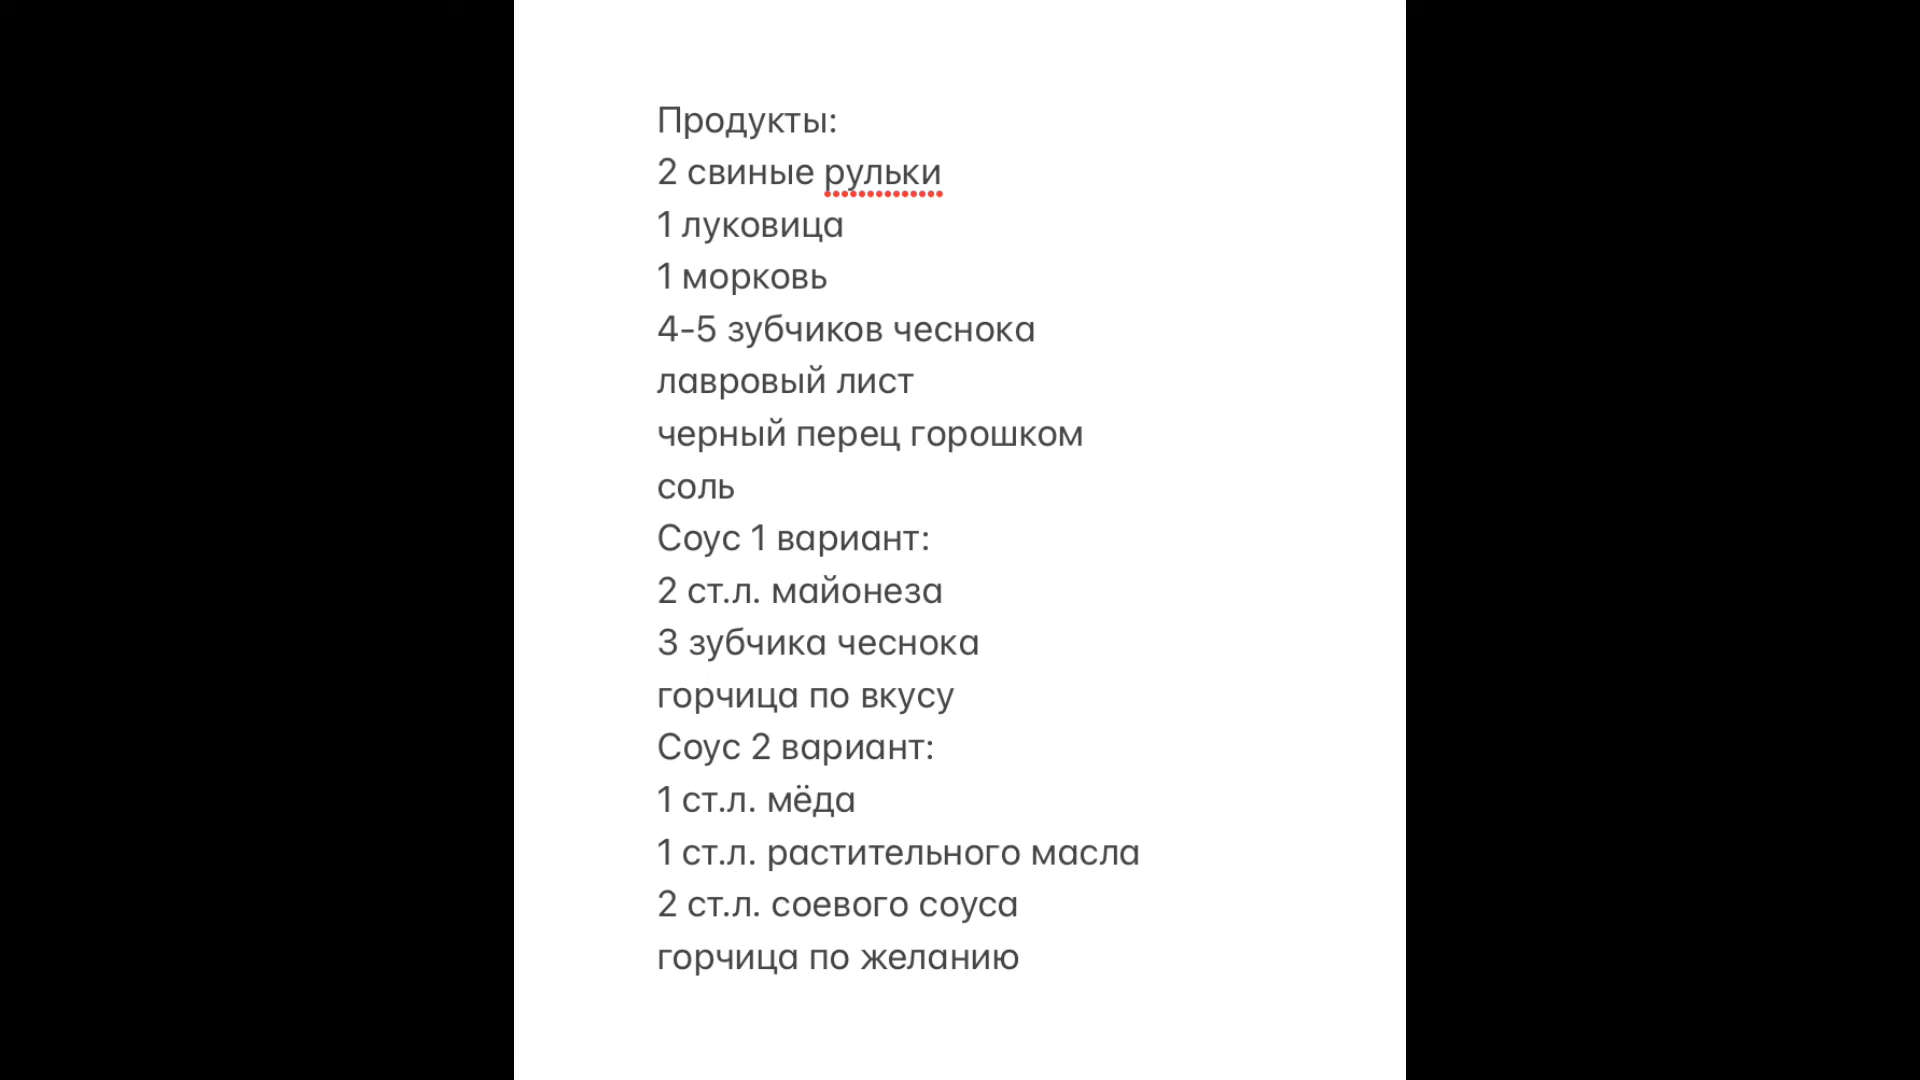 Продукты:
2 свиные рульки
1 луковица
1 морковь
4-5 зубчиков чеснока
лавровый лист
черный перец горошком
соль
Соус 1 вариант:
2 ст.л. майонеза
3 зубчика чеснока
горчица по вкусу
Соус 2 вариант:
1 ст.л. мёда
1 ст.л. растительного масла
2 ст.л. соевого соуса
горчица по желанию